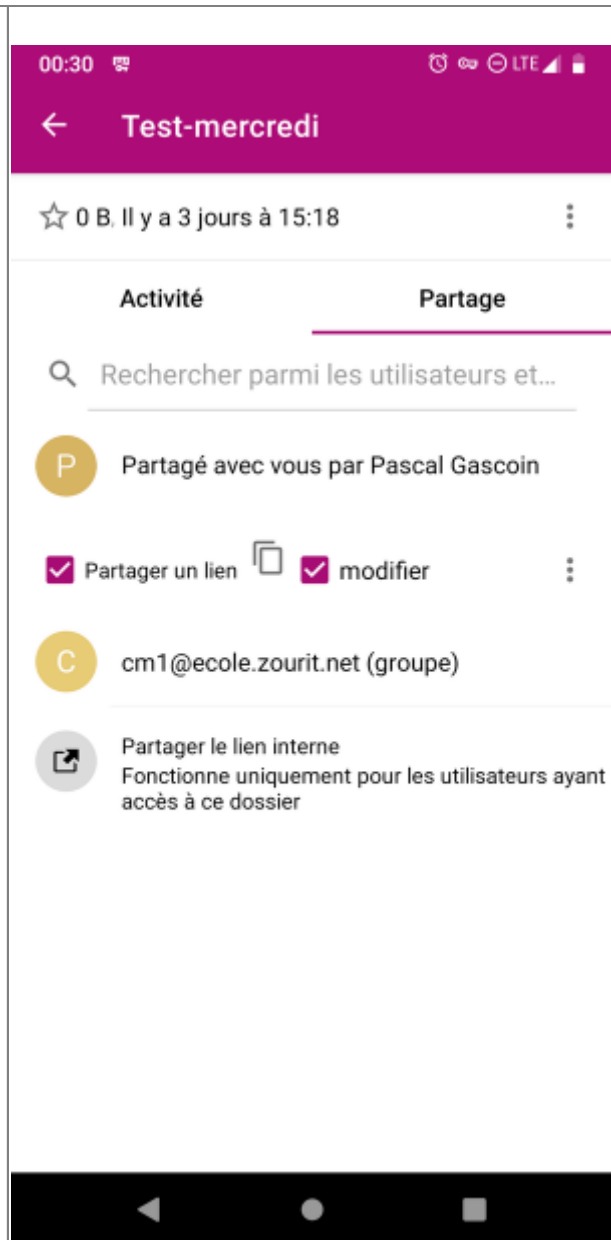 00:30 LTE
Test-mercredi
0 B, Il y a 3 jours à 15:18
Activité Partage
Rechercher parmi les utilisateurs et...
P Partagé avec vous par Pascal Gascoin
Partager un lien modifier
C cm1@ecole.zourit.net (groupe)
Partager le lien interne
Fonctionne uniquement pour les utilisateurs ayant
accès à ce dossier